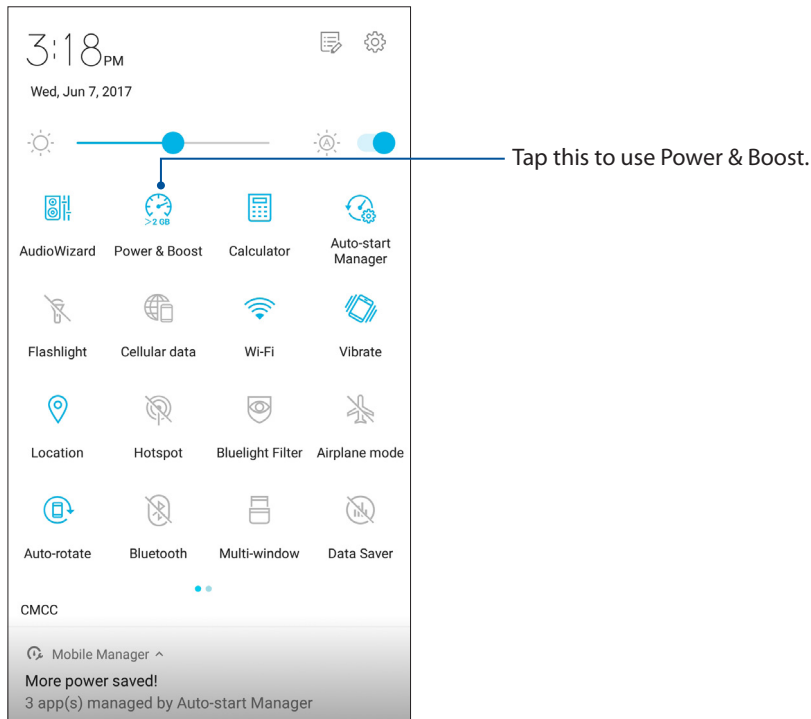 3:18 PM
Wed, Jun 7, 2017
A
Tap this to use Power & Boost.
>2 GB
AudioWizard Power & Boost Calculator Auto-start
Manager
Flashlight Cellular data Wi-Fi Vibrate
Location Hotspot Bluelight Filter Airplane mode
Auto-rotate Bluetooth Multi-window Data Saver
CMCC
Mobile Manager
More power saved!
3 app(s) managed by Auto-start Manager